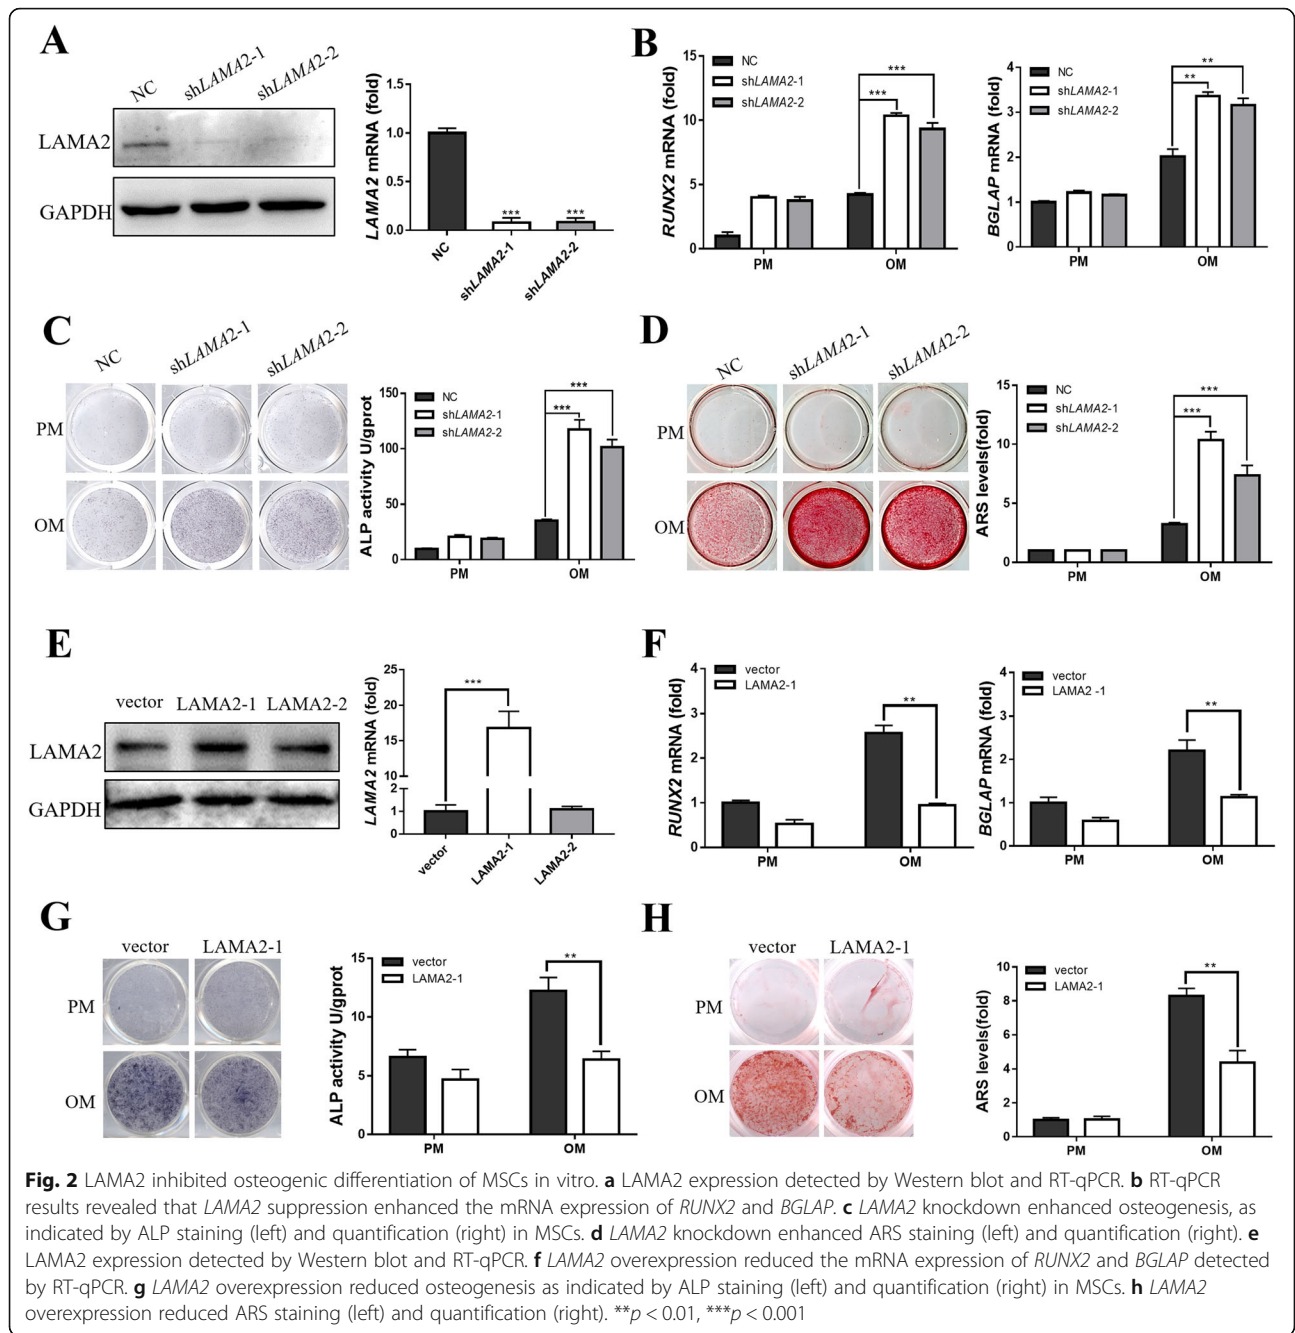 A
NC
shLAMA2-1
shLAMA2-2
LAMA2
GAPDH
LAMA2 mRNA (fold)
1.5
1.0
0.5
0.0
***
***
NC
shLAMA2-1
shLAMA2-2
B
RUNX2 mRNA (fold)
15
10
5
0
NC
shLAMA2-1
shLAMA2-2
***
***
PM
OM
BGLAP mRNA (fold)
4
3
2
1
0
NC
shLAMA2-1
shLAMA2-2
**
**
PM
OM
C
NC
shLAMA2-1
shLAMA2-2
PM
OM
ALP activity U/gprot
150
100
50
0
NC
shLAMA2-1
shLAMA2-2
***
***
PM
OM
D
NC
shLAMA2-1
shLAMA2-2
PM
OM
ARS levels(fold)
15
10
5
0
NC
shLAMA2-1
shLAMA2-2
***
***
PM
OM
E
vector
LAMA2-1
LAMA2-2
LAMA2
GAPDH
LAMA2 mRNA (fold)
25
20
15
10
2
1
0
***
vector
LAMA2-1
LAMA2-2
F
RUNX2 mRNA (fold)
4
3
2
1
0
vector
LAMA2-1
**
PM
OM
BGLAP mRNA (fold)
4
3
2
1
0
vector
LAMA2 -1
**
PM
OM
G
vector
LAMA2-1
PM
OM
ALP activity U/gprot
15
10
5
0
vector
LAMA2-1
**
PM
OM
H
vector
LAMA2-1
PM
OM
ARS levels(fold)
10
8
6
4
2
0
vector
LAMA2-1
**
PM
OM
Fig. 2 LAMA2 inhibited osteogenic differentiation of MSCs in vitro. a LAMA2 expression detected by Western blot and RT-qPCR. b RT-qPCR
results revealed that LAMA2 suppression enhanced the mRNA expression of RUNX2 and BGLAP. c LAMA2 knockdown enhanced osteogenesis, as
indicated by ALP staining (left) and quantification (right) in MSCs. d LAMA2 knockdown enhanced ARS staining (left) and quantification (right). e
LAMA2 expression detected by Western blot and RT-qPCR. f LAMA2 overexpression reduced the mRNA expression of RUNX2 and BGLAP detected
by RT-qPCR. g LAMA2 overexpression reduced osteogenesis as indicated by ALP staining (left) and quantification (right) in MSCs. h LAMA2
overexpression reduced ARS staining (left) and quantification (right). **p < 0.01, ***p < 0.001